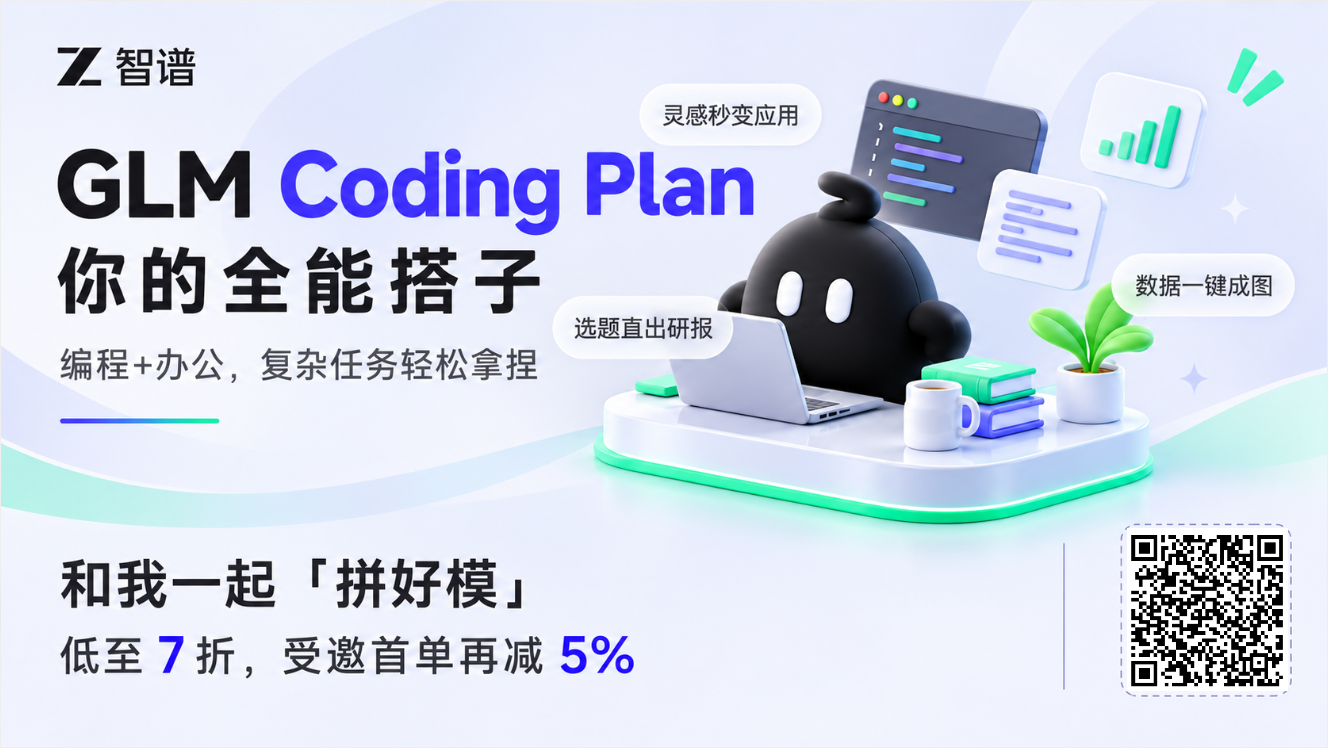 智谱
GLM Coding Plan
你的全能搭子
编程+办公，复杂任务轻松拿捏
灵感秒变应用
选题直出研报
数据一键成图
和我一起「拼好模」
低至 7 折，受邀首单再减 5%